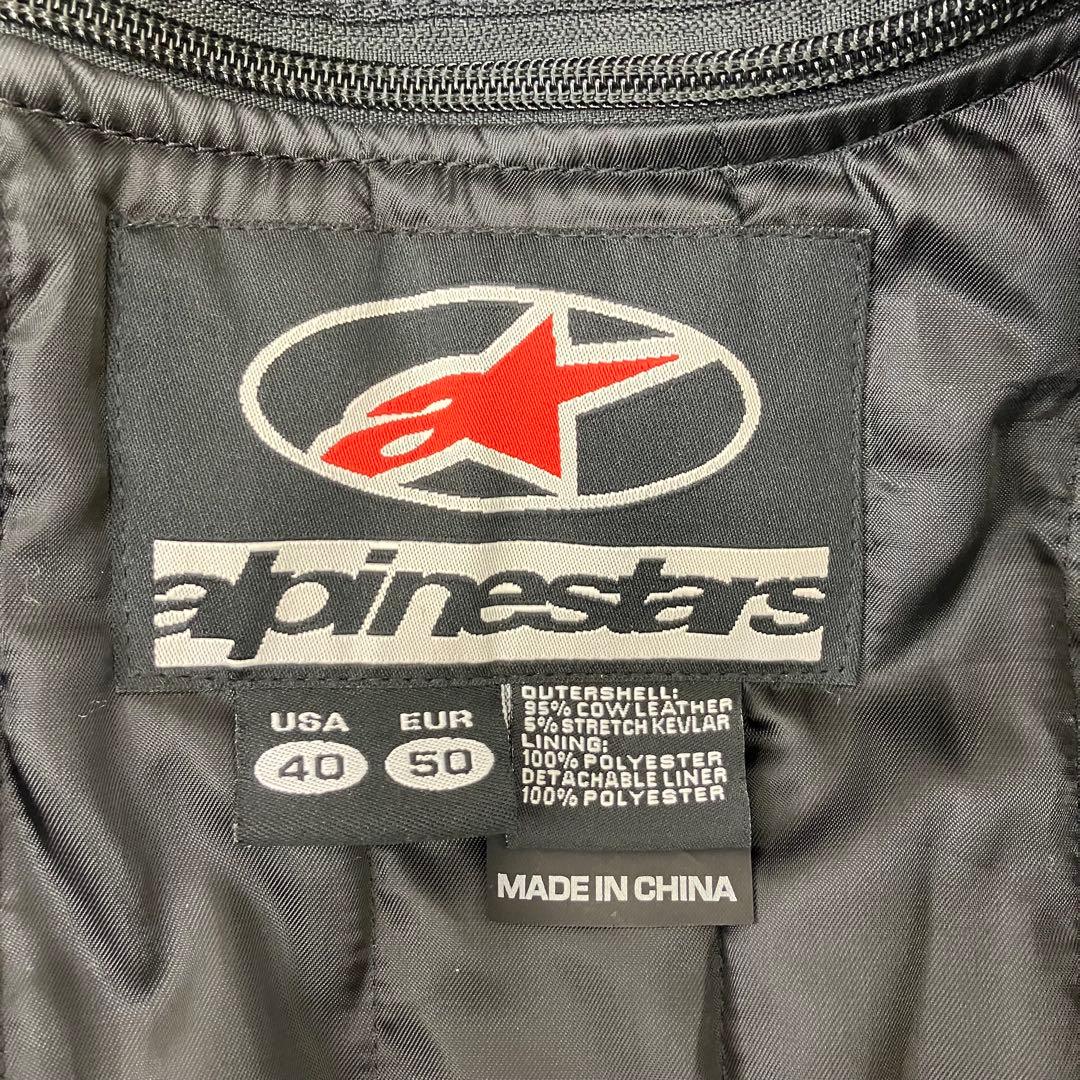 alpinestars
USA EUR
40 50
OUTERSHELL:
95% COW LEATHER
5% STRETCH KEVLAR
LINING:
100% POLYESTER
DETACHABLE LINER
100% POLYESTER
MADE IN CHINA